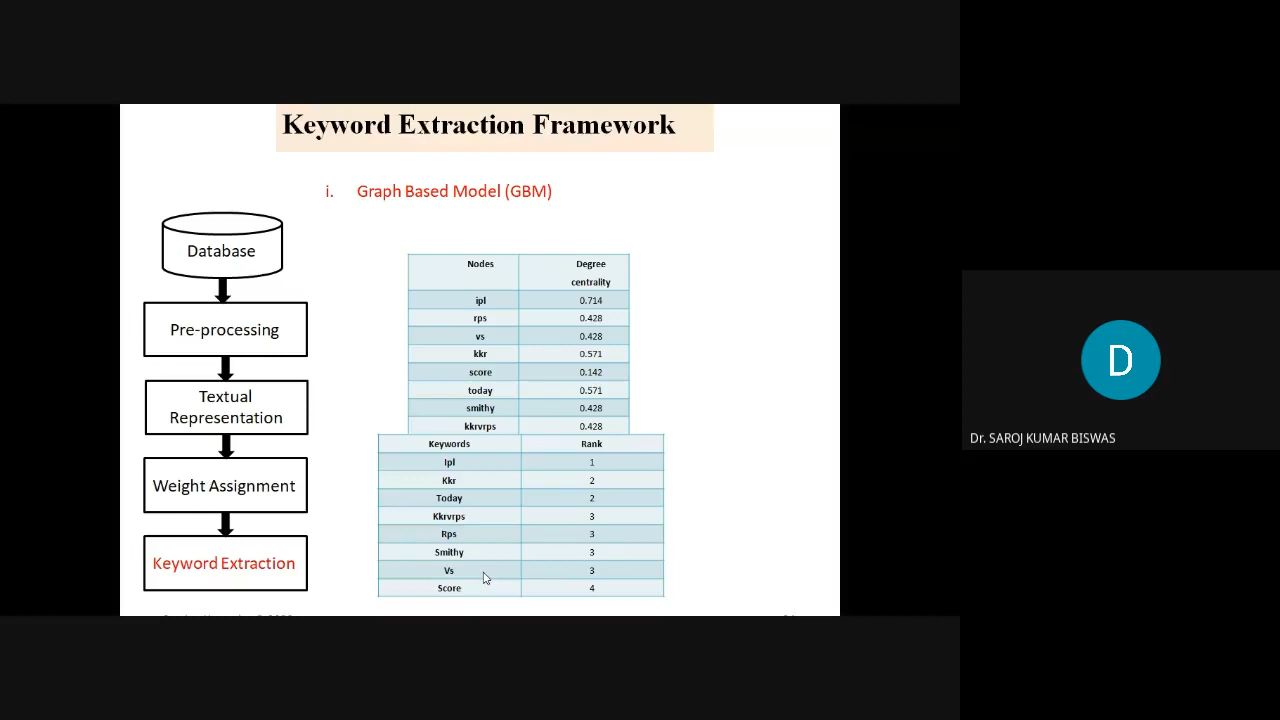 Keyword Extraction Framework
i. Graph Based Model (GBM)
Database
Pre-processing
Textual
Representation
Weight Assignment
Keyword Extraction
Nodes Degree
centrality
ipl 0.714
rps 0.428
vs 0.428
kkr 0.571
score 0.142
today 0.571
smithy 0.428
kkrvrps 0.428
Keywords Rank
Ipl 1
Kkr 2
Today 2
Kkrvrps 3
Rps 3
Smithy 3
Vs 3
Score 4
D
Dr. SAROJ KUMAR BISWAS